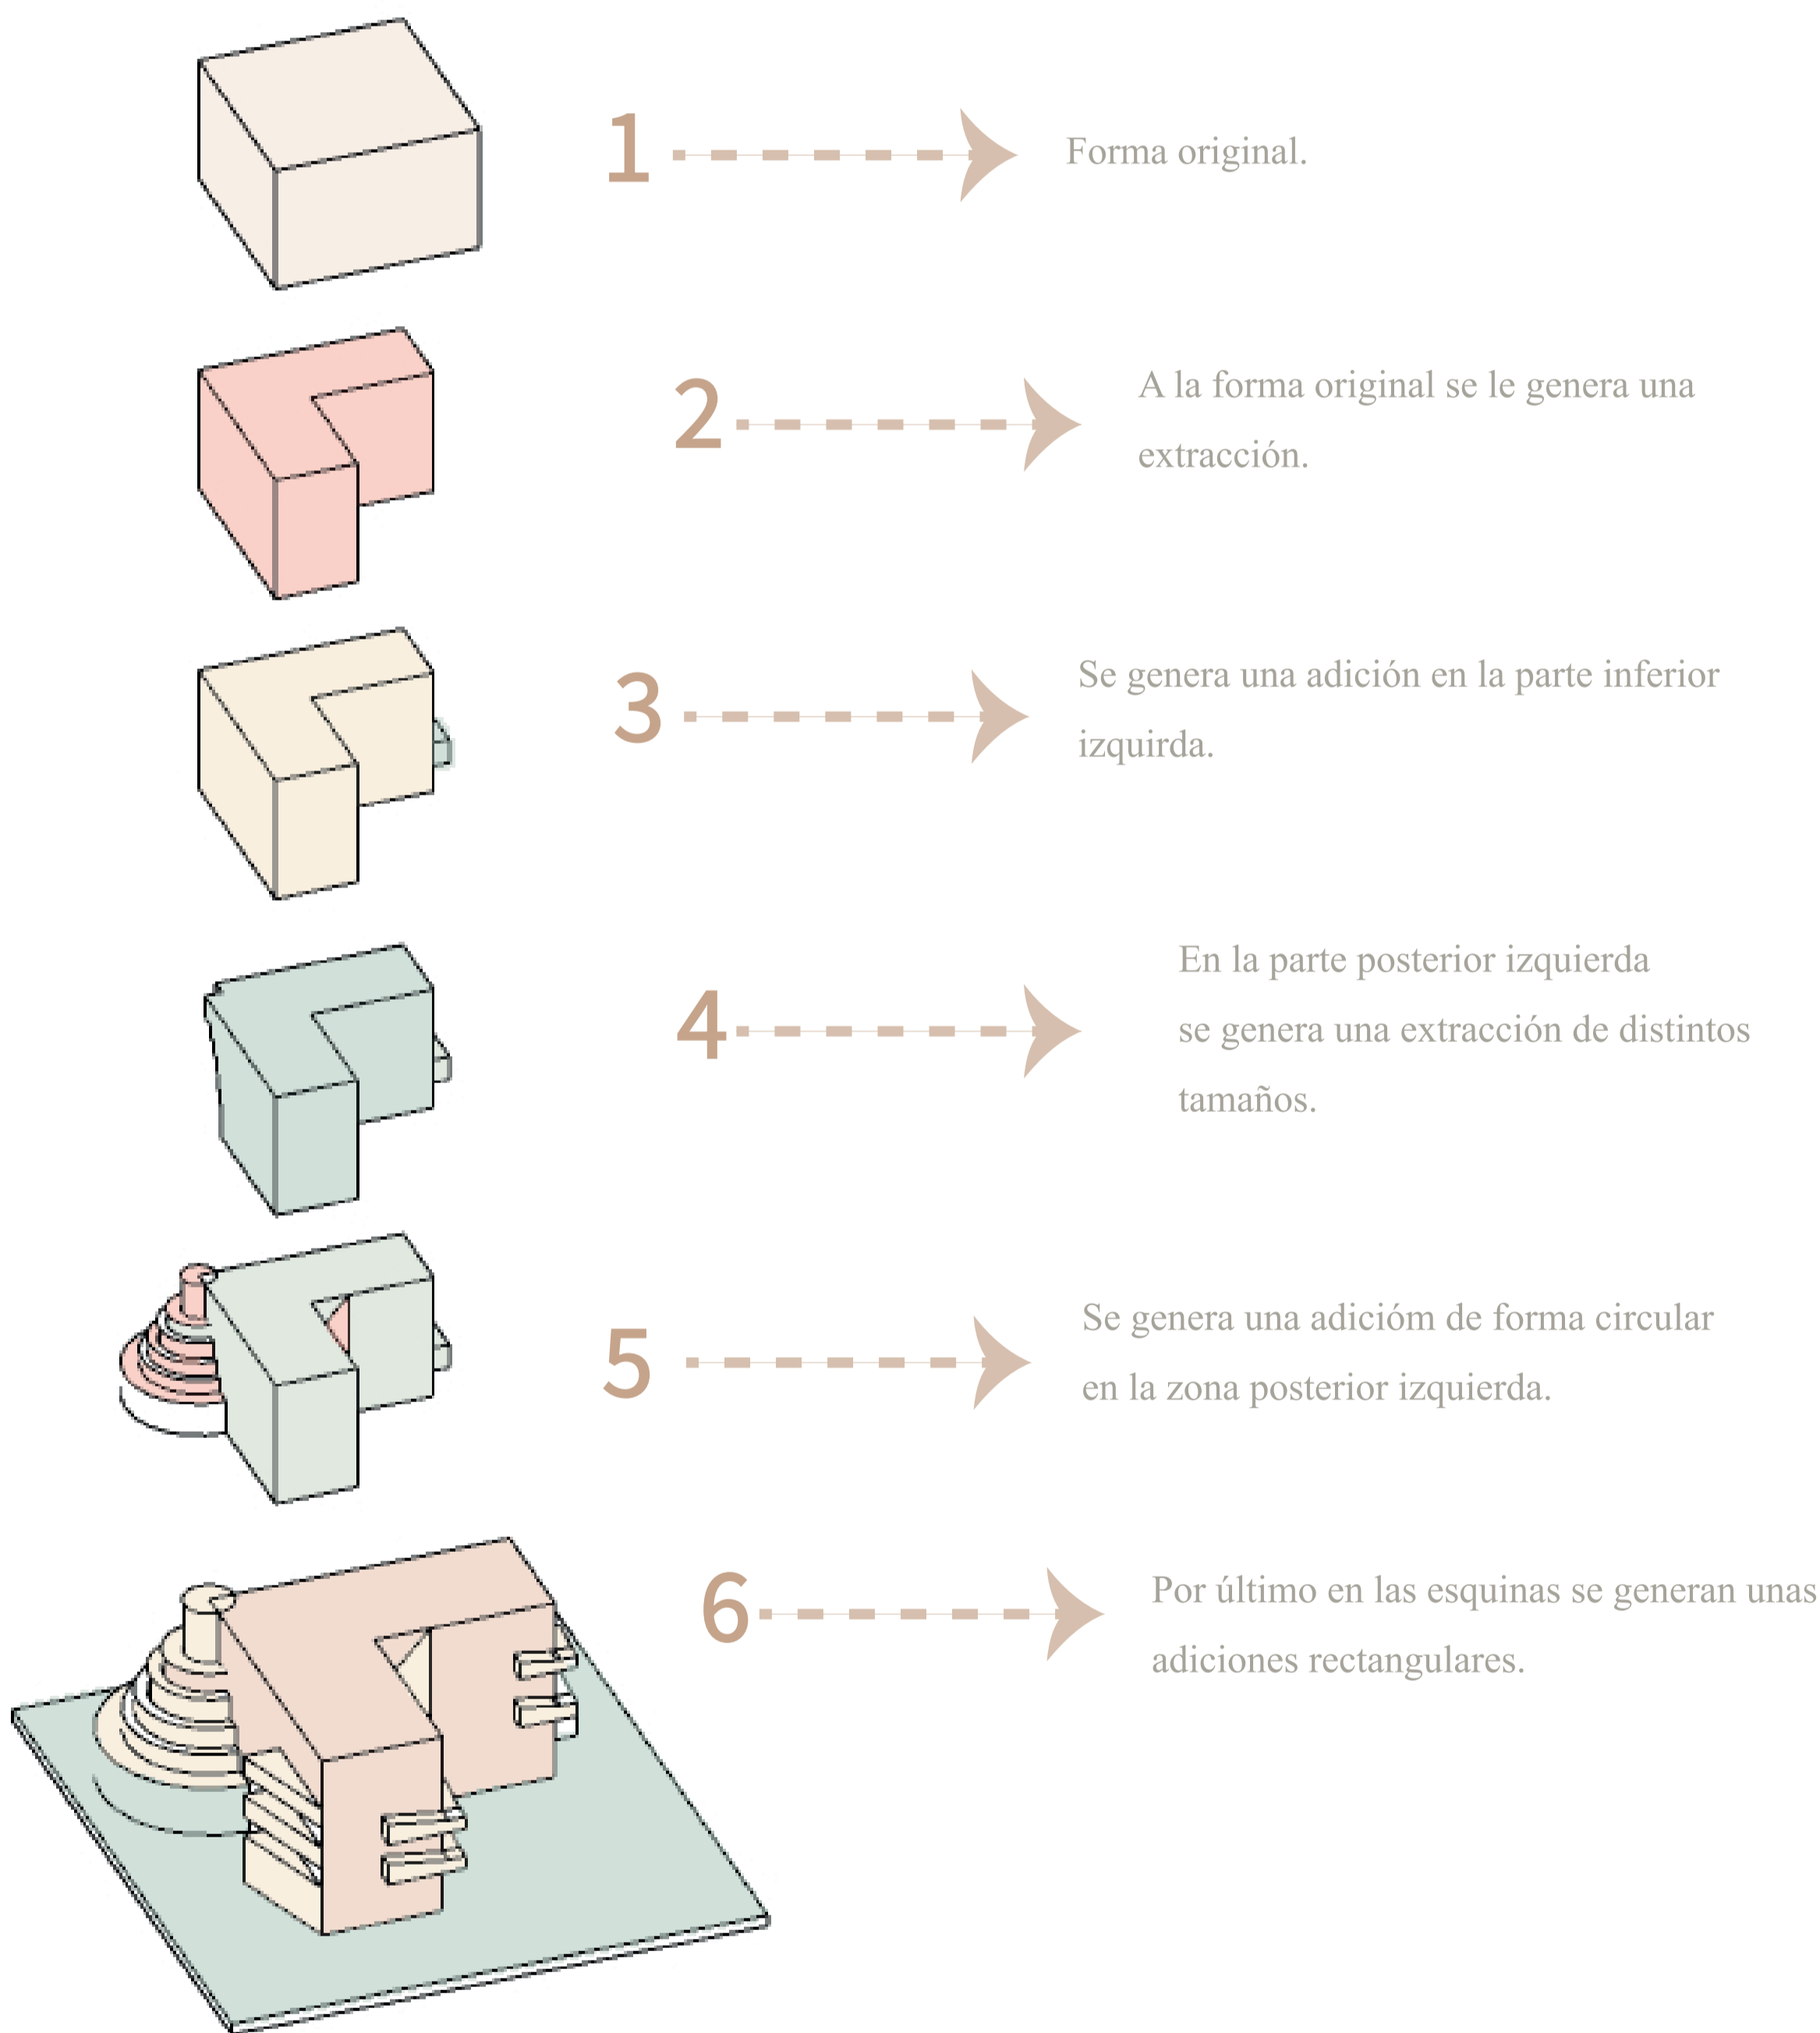 1
Forma original.
2
A la forma original se le genera una
extracción.
3
Se genera una adición en la parte inferior
izquirda.
4
En la parte posterior izquierda
se genera una extracción de distintos
tamaños.
5
Se genera una adicióm de forma circular
en la zona posterior izquierda.
6
Por último en las esquinas se generan unas
adiciones rectangulares.